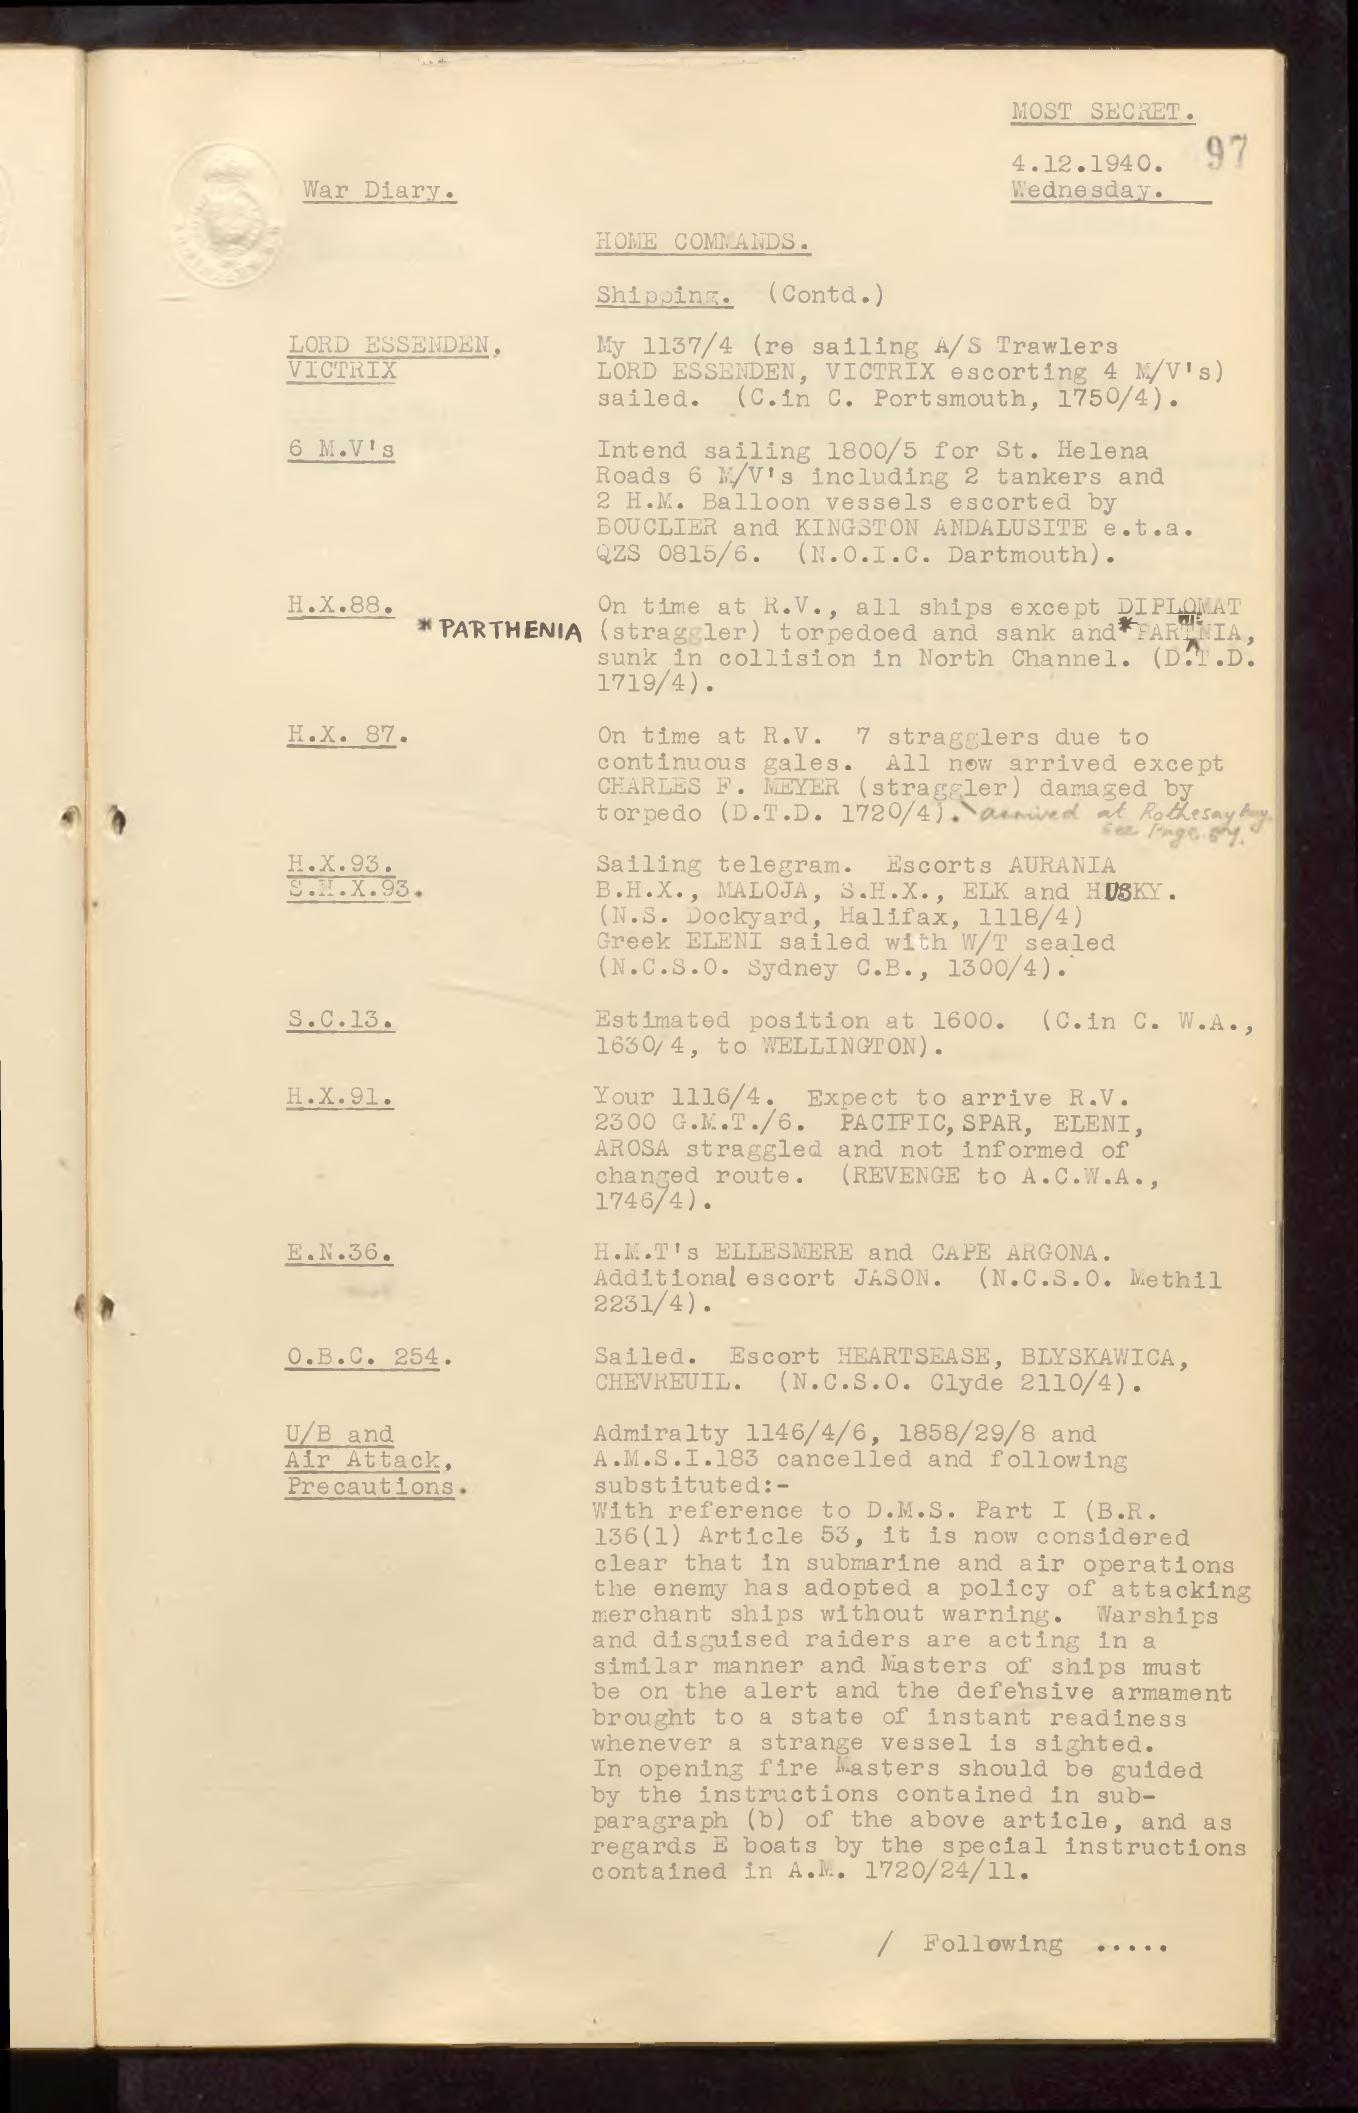 MOST SECRET.
97
4.12.1940.
War Diary.
Wednesday.
HOME COMMANDS.
Shipping. (Contd.)
LORD ESSENDEN, My 1137/4 (re sailing A/S Trawlers
VICTRIX LORD ESSENDEN, VICTRIX escorting 4 M/V's)
sailed. (C.in C. Portsmouth, 1750/4).
6 M.V's Intend sailing 1800/5 for St. Helena
Roads 6 M/V's including 2 tankers and
2 H.M. Balloon vessels escorted by
BOUCLIER and KINGSTON ANDALUSITE e.t.a.
QZS 0815/6. (N.O.I.C. Dartmouth).
H.X.88. On time at R.V., all ships except DIPLOMAT
*PARTHENIA (straggler) torpedoed and sank and* PARTHENIA,
sunk in collision in North Channel. (D.T.D.
1719/4).
H.X. 87. On time at R.V. 7 stragglers due to
continuous gales. All now arrived except
CHARLES F. MEYER (straggler) damaged by
torpedo (D.T.D. 1720/4). arrived at Rothesay Bay.
See Page
H.X.93. Sailing telegram. Escorts AURANIA
S.H.X.93. B.H.X., MALOJA, S.H.X., ELK and HUSKY.
(N.S. Dockyard, Halifax, 1118/4)
Greek ELENI sailed with W/T sealed
(N.C.S.O. Sydney C.B., 1300/4).
S.C.13. Estimated position at 1600. (C.in C. W.A.,
1630/4, to WELLINGTON).
H.X.91. Your 1116/4. Expect to arrive R.V.
2300 G.M.T./6. PACIFIC, SPAR, ELENI,
AROSA straggled and not informed of
changed route. (REVENGE to A.C.W.A.,
1746/4).
E.N.36. H.M.T's ELLESMERE and CAPE ARGONA.
Additional escort JASON. (N.C.S.O. Methil
2231/4).
O.B.C. 254. Sailed. Escort HEARTSEASE, BLYSKAWICA,
CHEVREUIL. (N.C.S.O. Clyde 2110/4).
U/B and Admiralty 1146/4/6, 1858/29/8 and
Air Attack, A.M.S.I.183 cancelled and following
Precautions. substituted:-
With reference to D.M.S. Part I (B.R.
136(1) Article 53, it is now considered
clear that in submarine and air operations
the enemy has adopted a policy of attacking
merchant ships without warning. Warships
and disguised raiders are acting in a
similar manner and Masters of ships must
be on the alert and the defensive armament
brought to a state of instant readiness
whenever a strange vessel is sighted.
In opening fire Masters should be guided
by the instructions contained in sub-
paragraph (b) of the above article, and as
regards E boats by the special instructions
contained in A.M. 1720/24/11.
/ Following .....